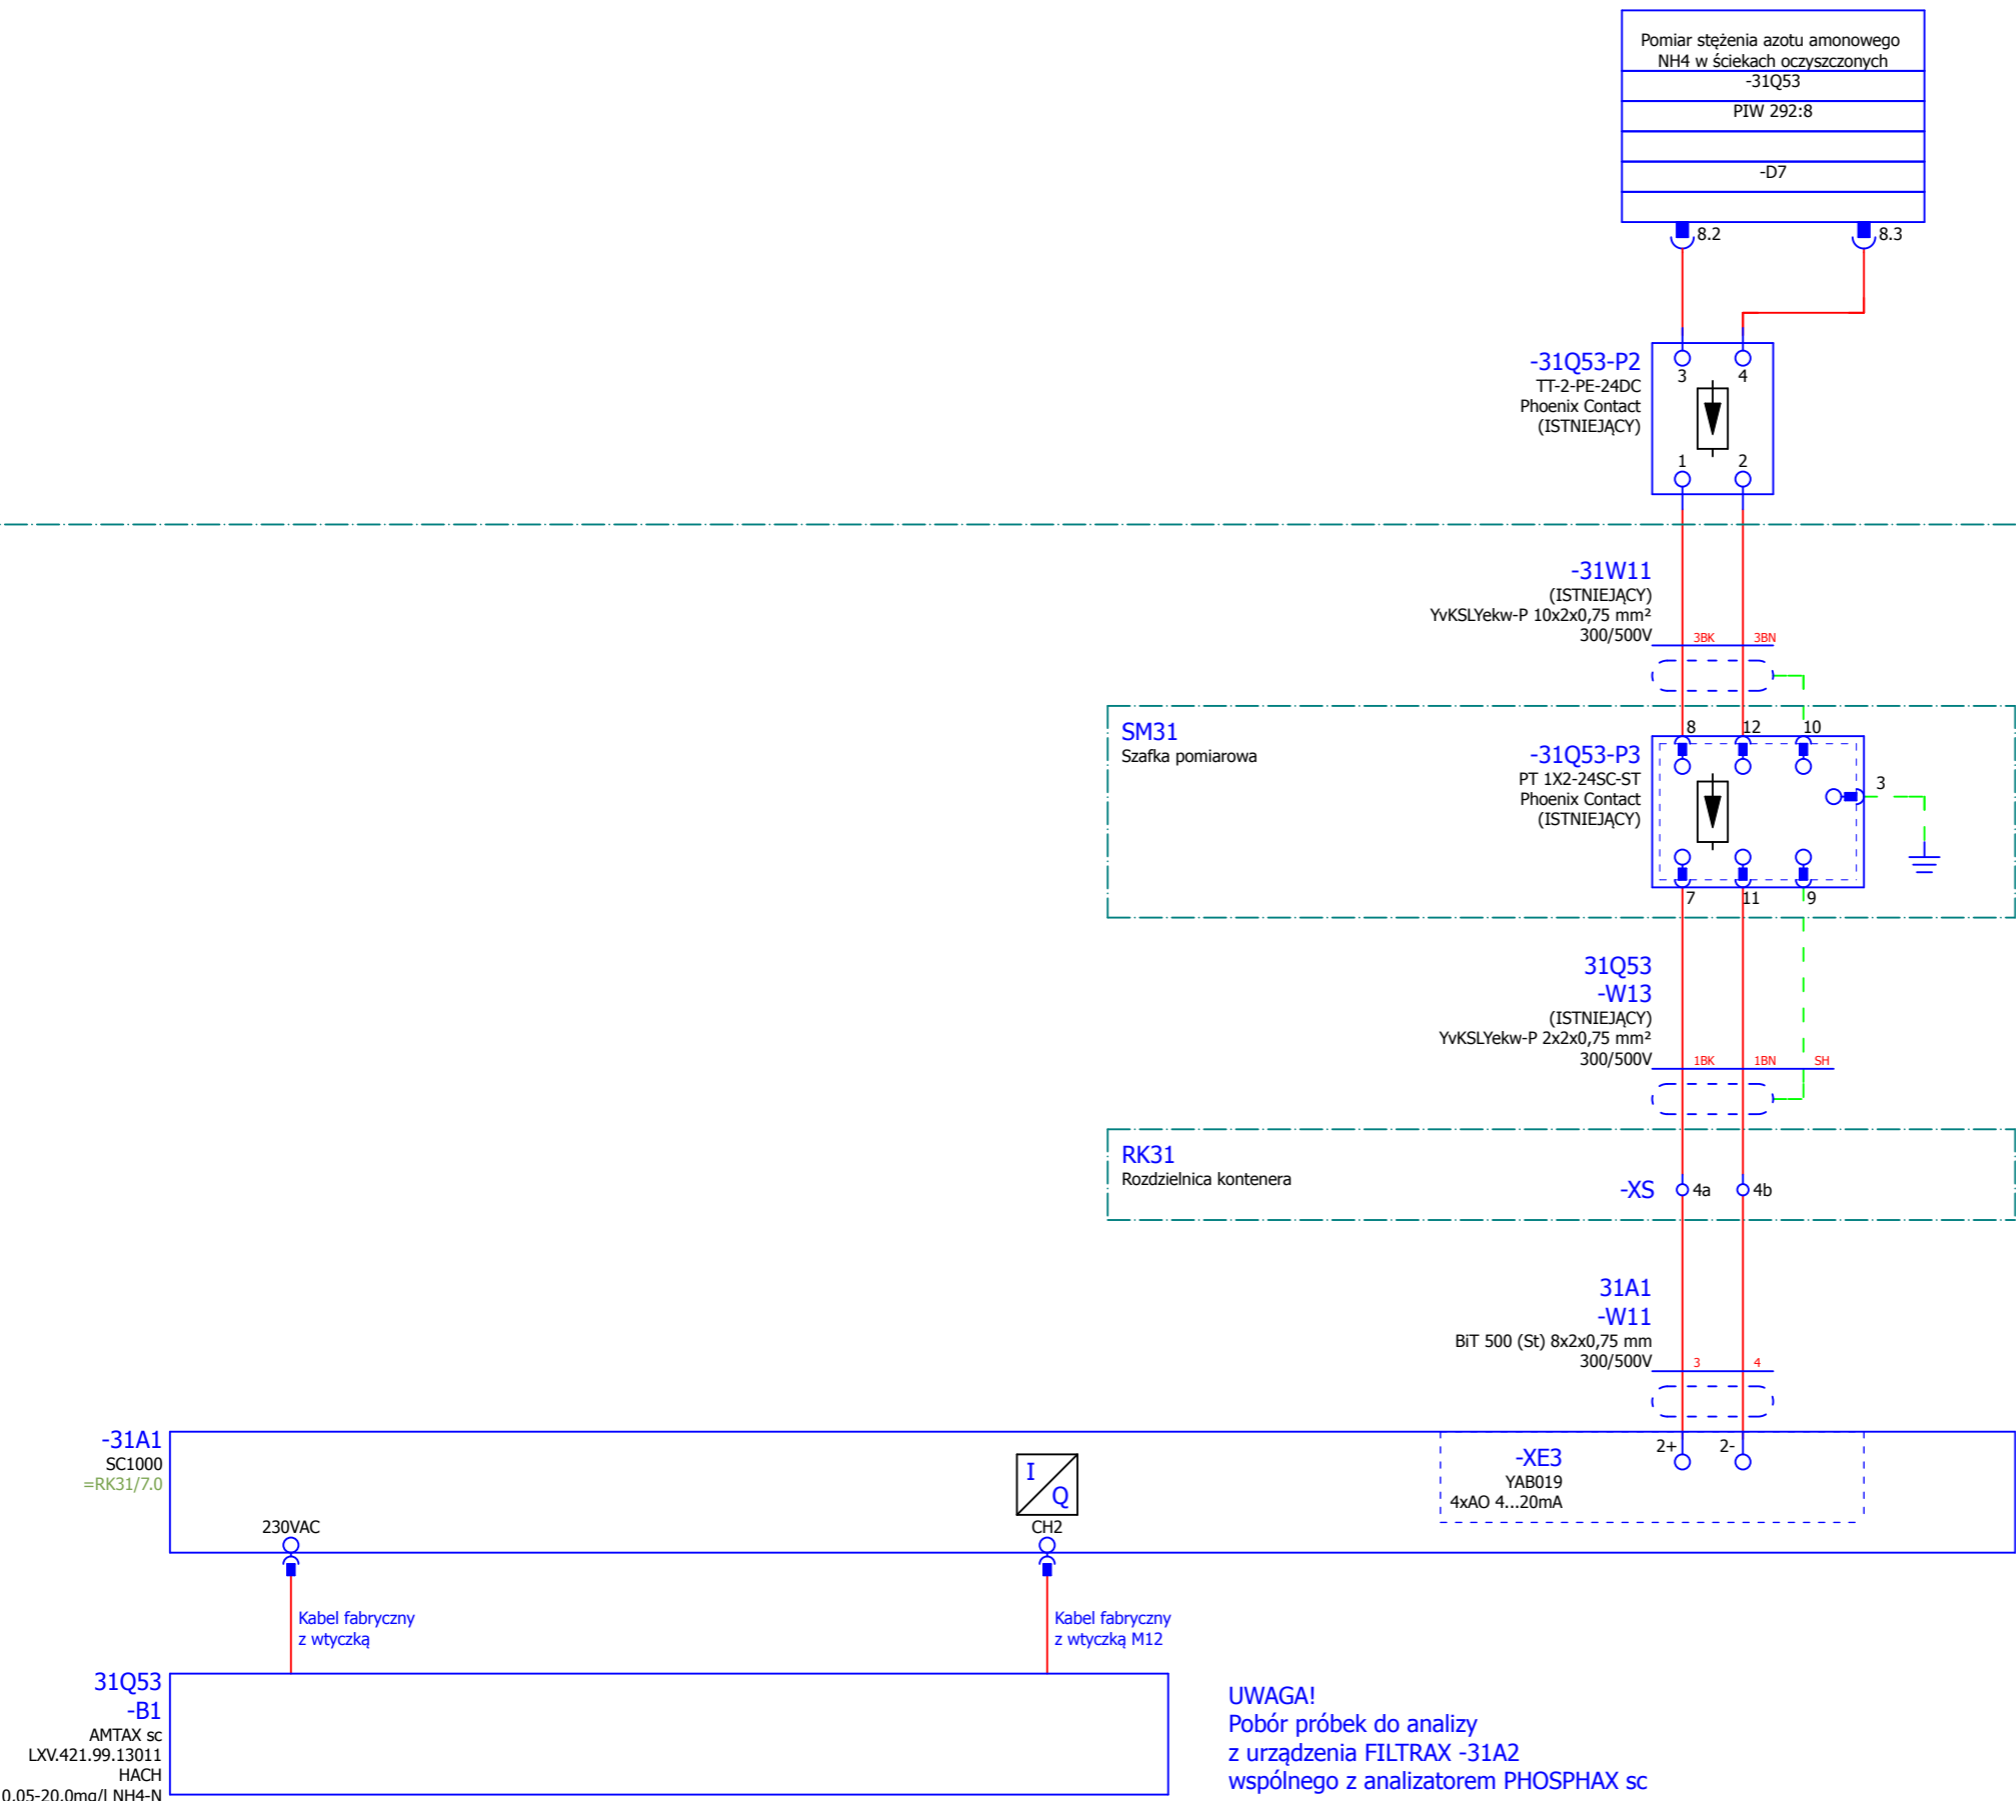 Pomiar stężenia azotu amonowego
NH4 w ściekach oczyszczonych
-31Q53
PIW 292:8
-D7
8.2
8.3
-31Q53-P2
TT-2-PE-24DC
Phoenix Contact
(ISTNIEJĄCY)
3
4
1
2
-31W11
(ISTNIEJĄCY)
YvKSLYekw-P 10x2x0,75 mm²
300/500V
3BK
3BN
SM31
Szafka pomiarowa
-31Q53-P3
PT 1X2-24SC-ST
Phoenix Contact
(ISTNIEJĄCY)
8
12
10
3
7
11
9
31Q53
-W13
(ISTNIEJĄCY)
YvKSLYekw-P 2x2x0,75 mm²
300/500V
1BK
1BN
SH
RK31
Rozdzielnica kontenera
-XS
4a
4b
31A1
-W11
BiT 500 (St) 8x2x0,75 mm
300/500V
3
4
-31A1
SC1000
=RK31/7.0
I
Q
-XE3
YAB019
4xAO 4...20mA
2+
2-
230VAC
CH2
Kabel fabryczny
z wtyczką
Kabel fabryczny
z wtyczką M12
31Q53
-B1
AMTAX sc
LXV.421.99.13011
HACH
0,05-20,0mg/l NH4-N
UWAGA!
Pobór próbek do analizy
z urządzenia FILTRAX -31A2
wspólnego z analizatorem PHOSPHAX sc